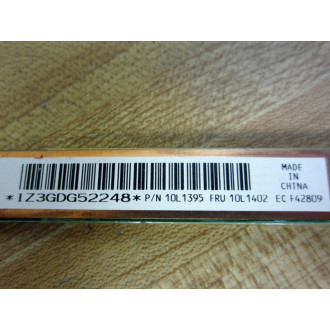 MADE
IN
CHINA
*1Z3GDG52248* P/N 10L1395 FRU 10L1402 EC F42809